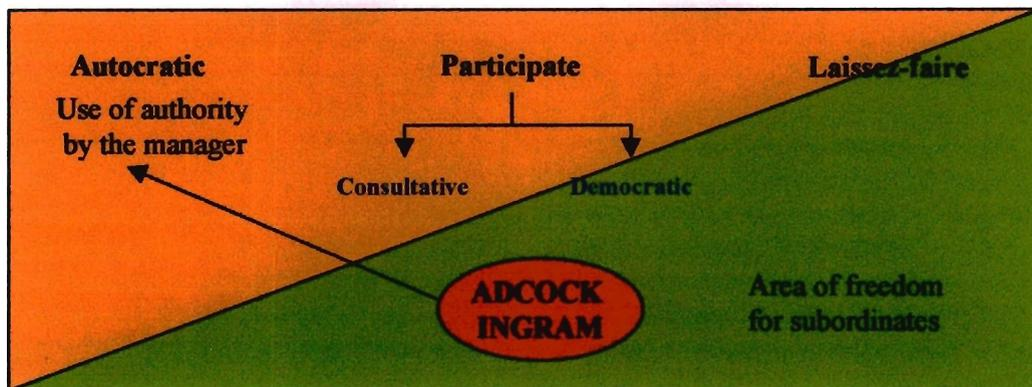 Autocratic
Use of authority
by the manager
Participate
Consultative
Democratic
Laissez-faire
ADCOCK
INGRAM
Area of freedom
for subordinates